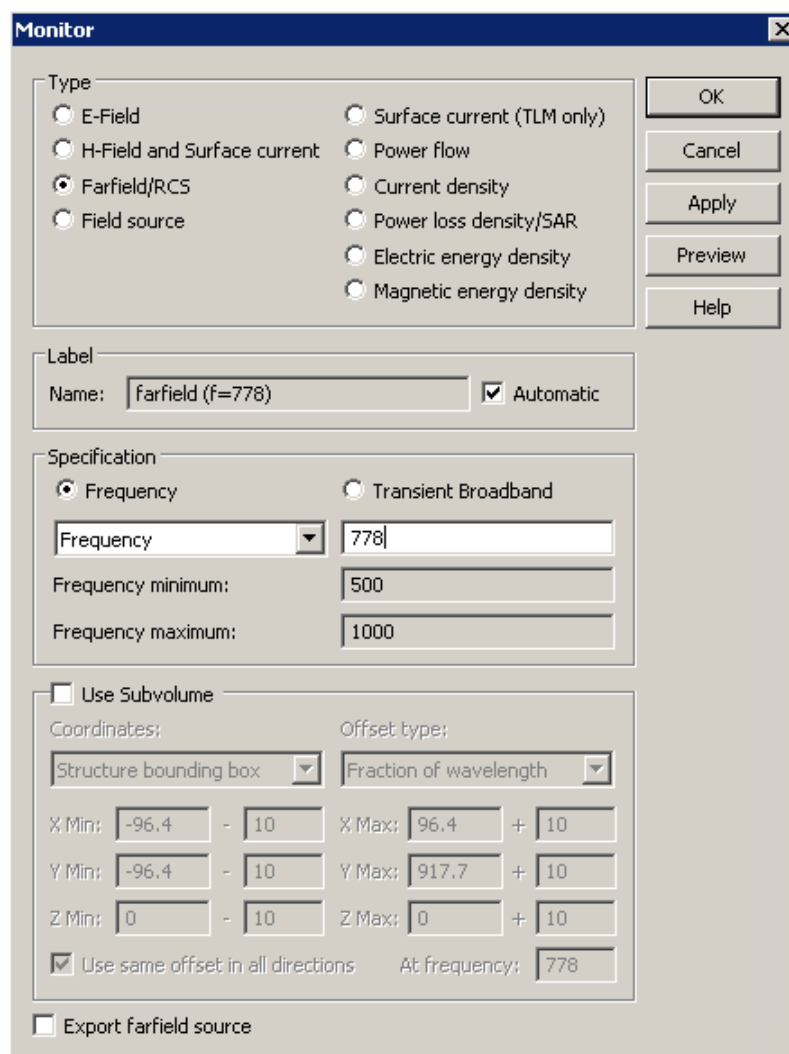 Monitor
Type
E-Field
H-Field and Surface current
Farfield/RCS
Field source
Surface current (TLM only)
Power flow
Current density
Power loss density/SAR
Electric energy density
Magnetic energy density
OK
Cancel
Apply
Preview
Help
Label
Name: farfield (f=778) Automatic
Specification
Frequency Transient Broadband
Frequency 778
Frequency minimum: 500
Frequency maximum: 1000
Use Subvolume
Coordinates: Offset type:
Structure bounding box Fraction of wavelength
X Min: -96.4 - 10 X Max: 96.4 + 10
Y Min: -96.4 - 10 Y Max: 917.7 + 10
Z Min: 0 - 10 Z Max: 0 + 10
Use same offset in all directions At frequency: 778
Export farfield source